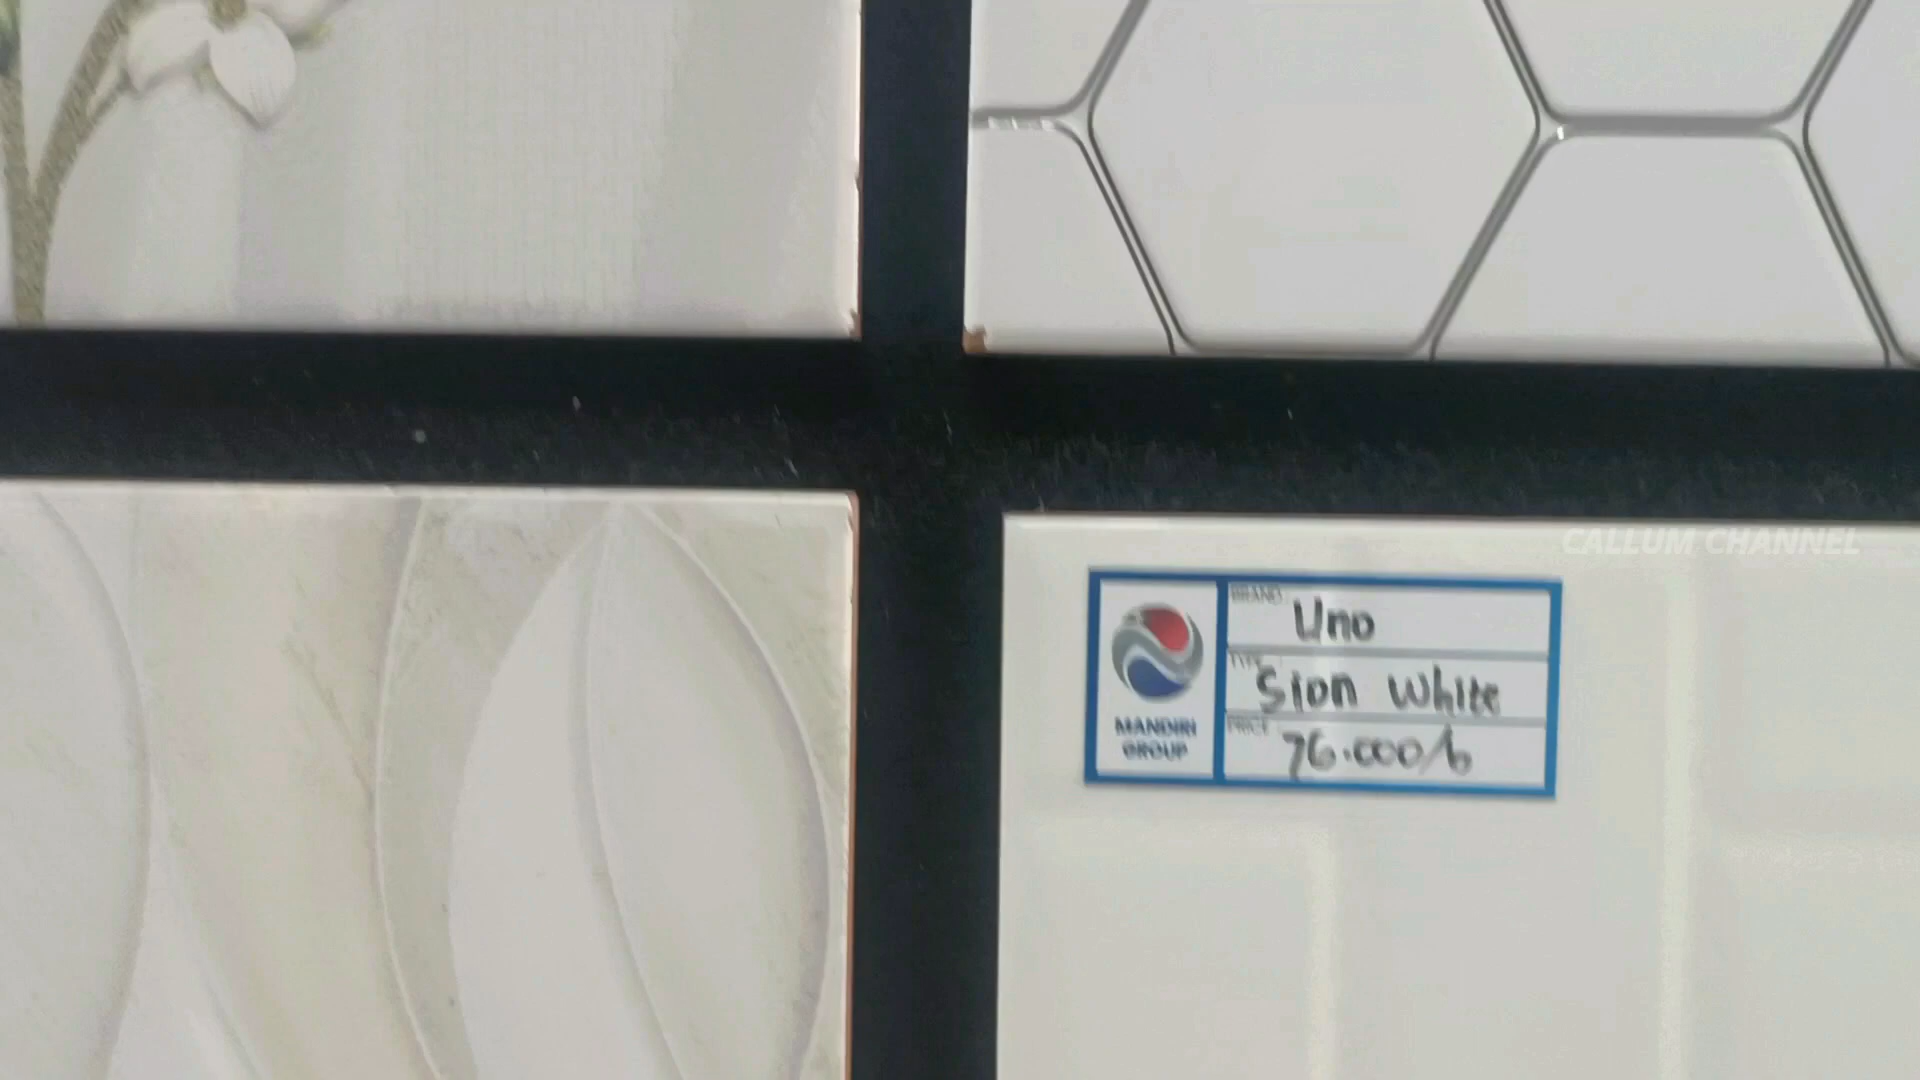 CALLUM CHANNEL
BRAND:
Uno
TYPE:
Sion White
PRICE:
76.000/b
MANDIRI
GROUP